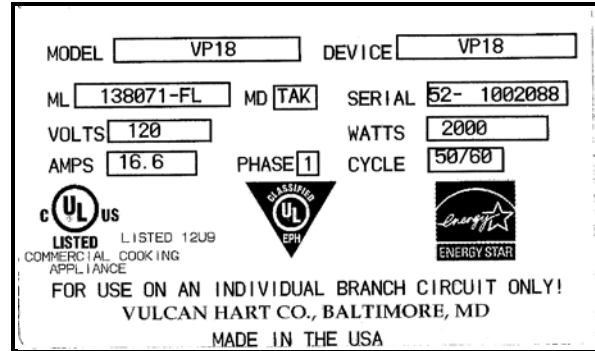 MODEL VP18 DEVICE VP18
ML 138071-FL MD TAK SERIAL 52- 1002088
VOLTS 120 WATTS 2000
AMPS 16.6 PHASE 1 CYCLE 50/60
CLASSIFIED
UL
EPH
C UL US
LISTED LISTED 12U9
COMMERCIAL COOKING
APPLIANCE
energy
ENERGY STAR
FOR USE ON AN INDIVIDUAL BRANCH CIRCUIT ONLY!
VULCAN HART CO., BALTIMORE, MD
MADE IN THE USA